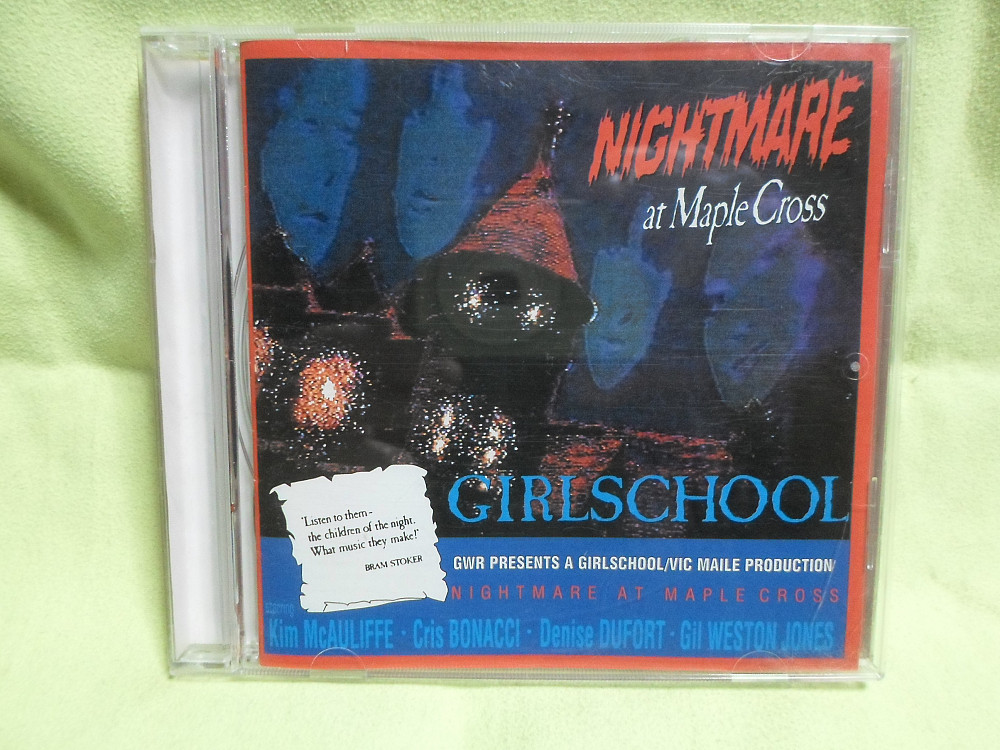 NIGHTMARE
at Maple Cross
GIRLSCHOOL
'Listen to them -
the children of the night.
What music they make!'
BRAM STOKER
GWR PRESENTS A GIRLSCHOOL/VIC MAILE PRODUCTION
NIGHTMARE AT MAPLE CROSS
starring
Kim McAULIFFE · Cris BONACCI · Denise DUFORT · Gil WESTON JONES